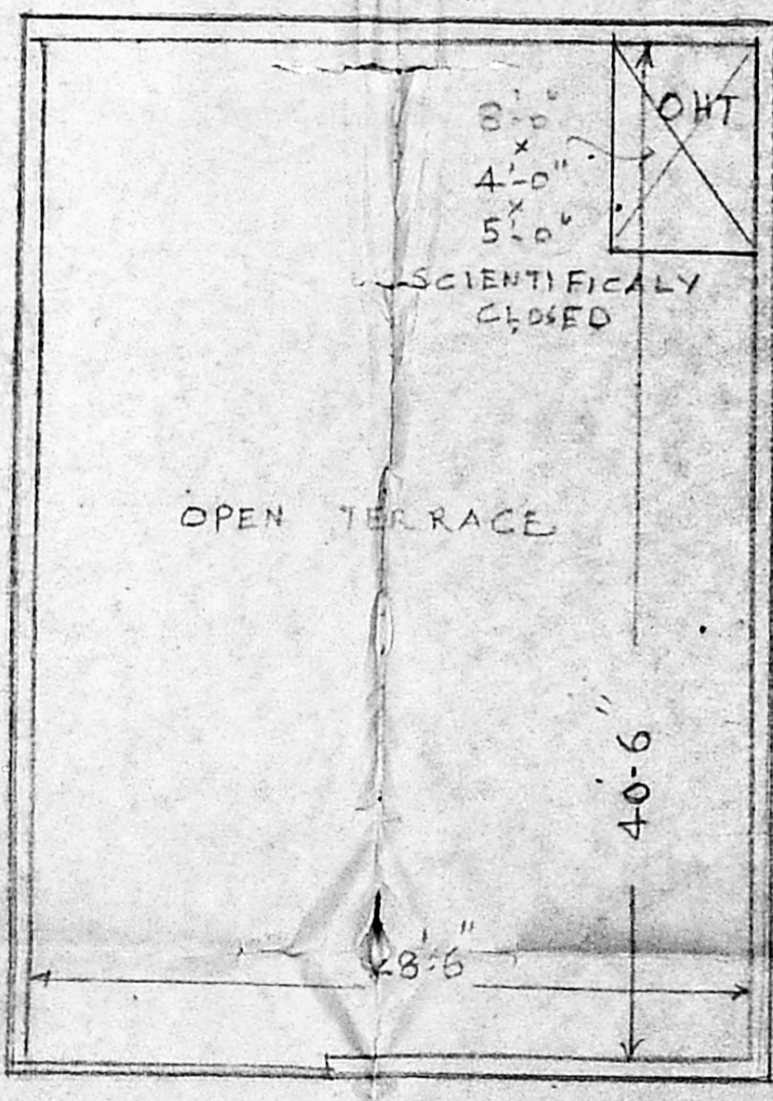 8'-0"
×
4'-0"
×
5'-0"
OHT
SCIENTIFICALY
CLOSED
OPEN TERRACE
40'-6"
28'-6"